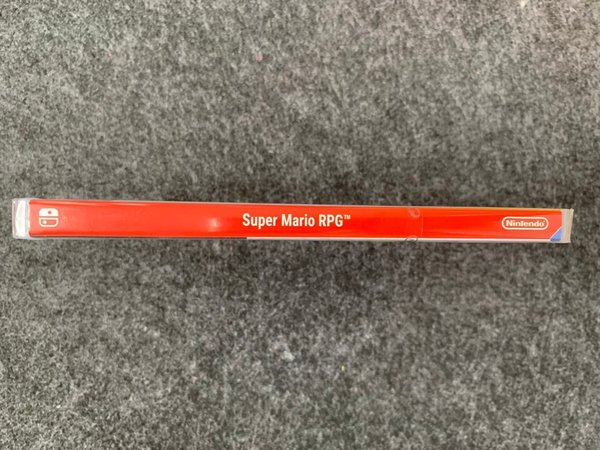 Super Mario RPG™
Nintendo